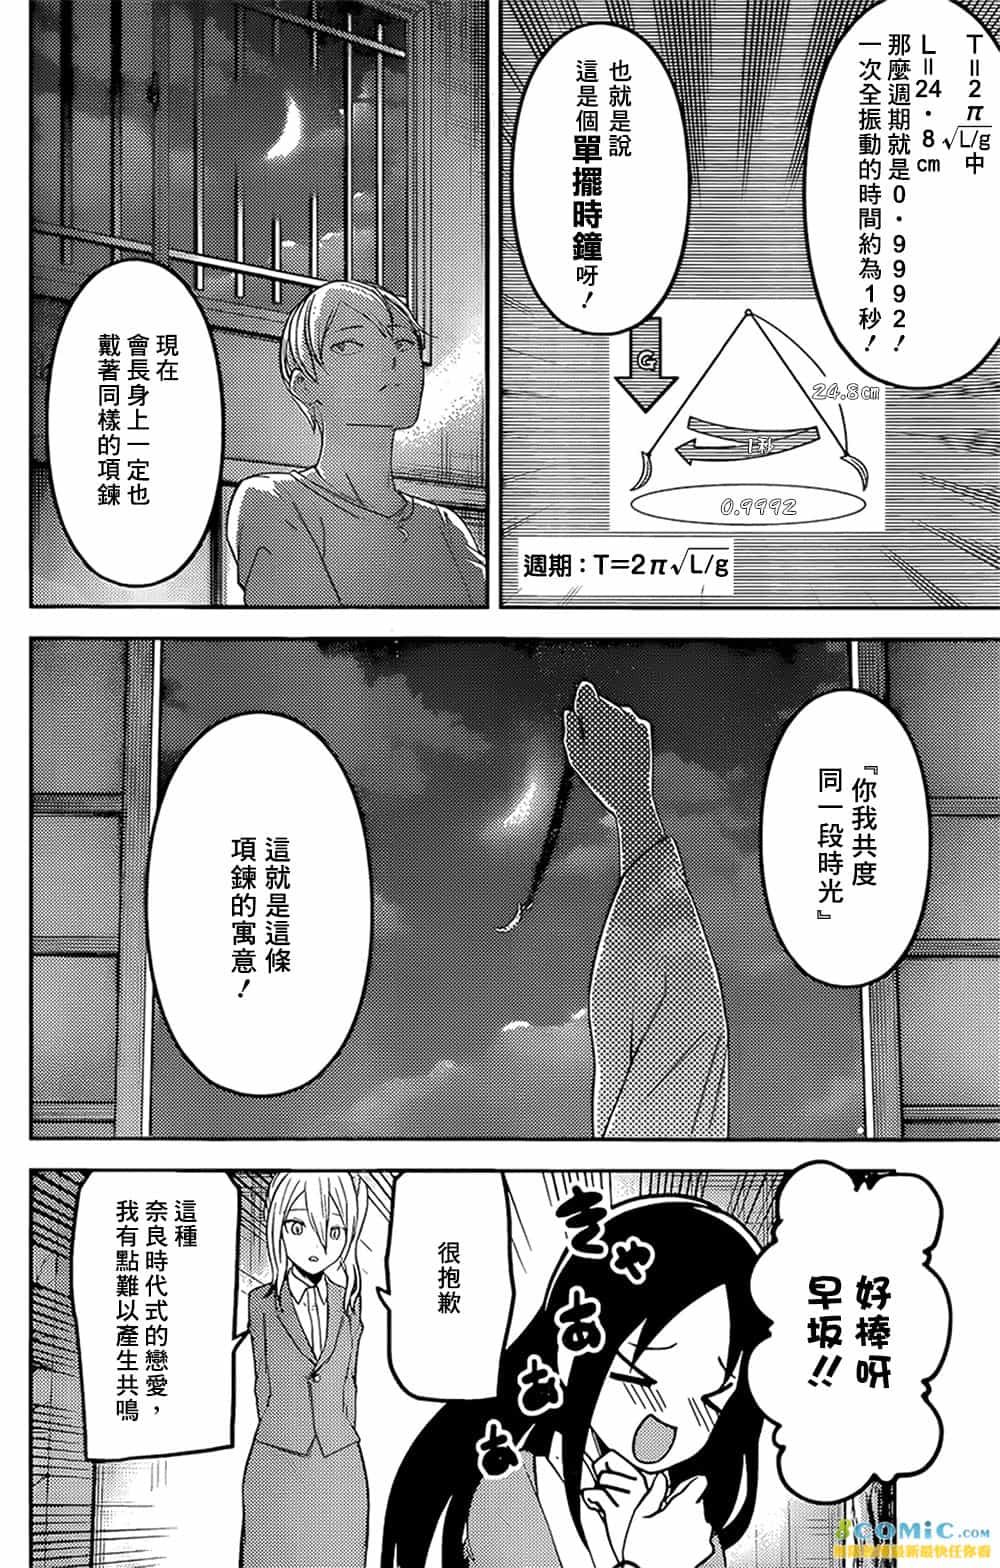 T=2π√L/g中
L=24・8cm
那麼週期就是0・9992！
一次全振動的時間約為1秒！
也就是說
這是個單擺時鐘呀！
G
24.8cm
1秒
0.9992
週期：T=2π√L/g
現在
會長身上一定也
戴著同樣的項鍊
『你我共度
同一段時光』
這就是這條
項鍊的寓意！
好棒呀
早坂!!
きゃああああ
很抱歉
這種
奈良時代式的戀愛，
我有點難以產生共鳴
8COMIC.COM